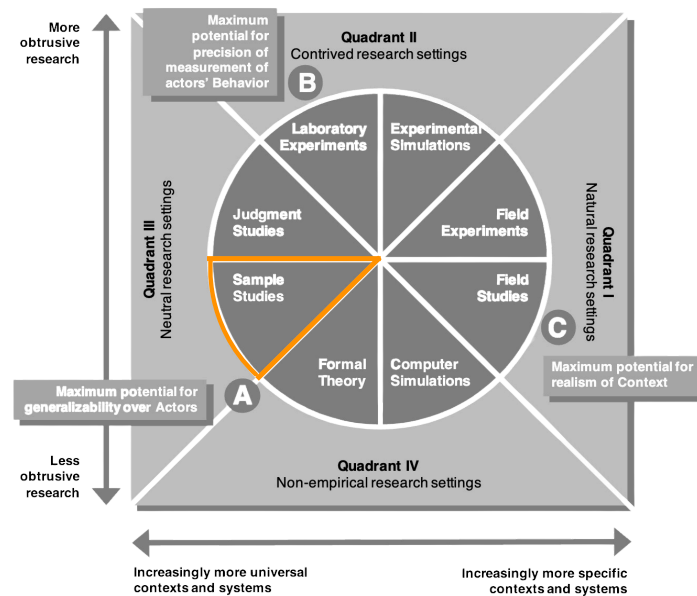 More
obtrusive
research
Maximum
potential for
precision of
measurement of
actors' Behavior
Quadrant II
Contrived research settings
B
Laboratory
Experiments
Experimental
Simulations
Judgment
Studies
Field
Experiments
Quadrant III
Neutral research settings
Quadrant I
Natural research settings
Sample
Studies
Field
Studies
C
Formal
Theory
Computer
Simulations
Maximum potential for
realism of Context
Maximum potential for
generalizability over Actors
A
Less
obtrusive
research
Quadrant IV
Non-empirical research settings
Increasingly more universal
contexts and systems
Increasingly more specific
contexts and systems